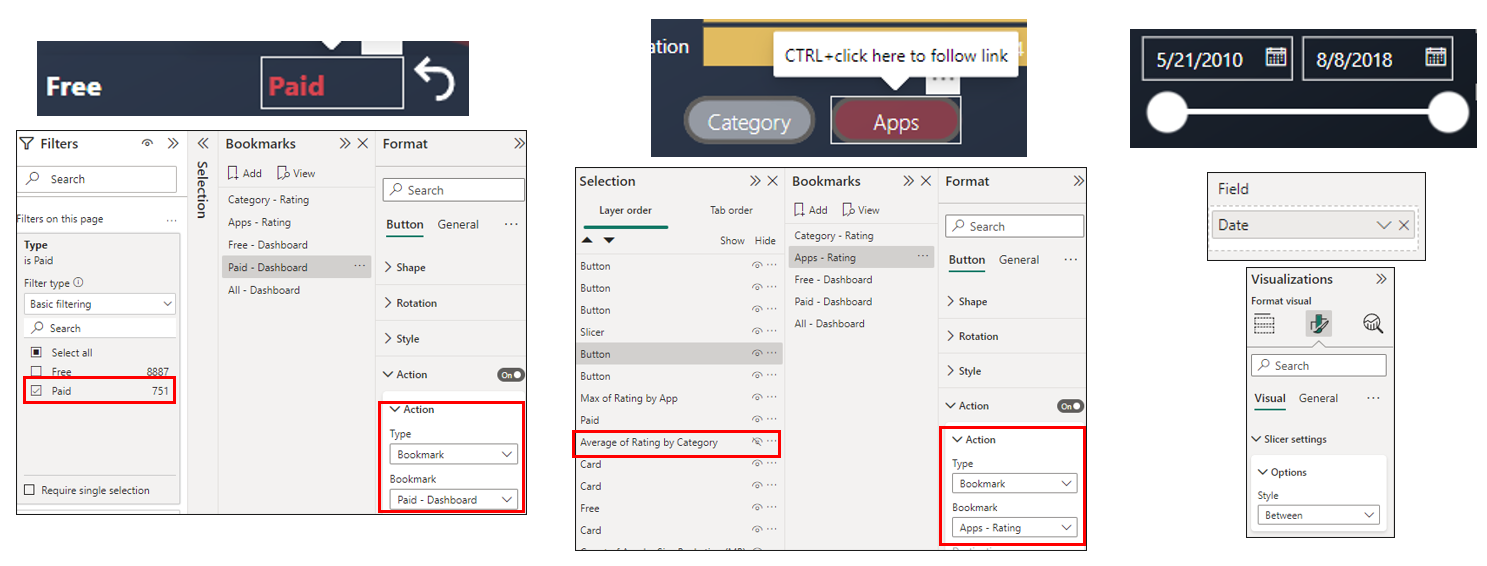 Free
Paid
Filters
Search
Filters on this page
...
Type
is Paid
Filter type
Basic filtering
Search
Select all
Free 8887
Paid 751
Require single selection
Selection
Bookmarks
Add View
Category - Rating
Apps - Rating
Free - Dashboard
Paid - Dashboard ...
All - Dashboard
Format
Search
Button General ...
Shape
Rotation
Style
Action On
Action
Type
Bookmark
Bookmark
Paid - Dashboard
ation
4
CTRL+click here to follow link
...
Category Apps
Selection
Layer order Tab order
Show Hide
Button ...
Button ...
Button ...
Slicer ...
Button ...
Button ...
Max of Rating by App ...
Paid ...
Average of Rating by Category ...
Card ...
Card ...
Free ...
Card ...
Bookmarks
Add View
Category - Rating
Apps - Rating ...
Free - Dashboard
Paid - Dashboard
All - Dashboard
Format
Search
Button General ...
Shape
Rotation
Style
Action On
Action
Type
Bookmark
Bookmark
Apps - Rating
5/21/2010 8/8/2018
Field
Date
Visualizations
Format visual
Search
Visual General ...
Slicer settings
Options
Style
Between